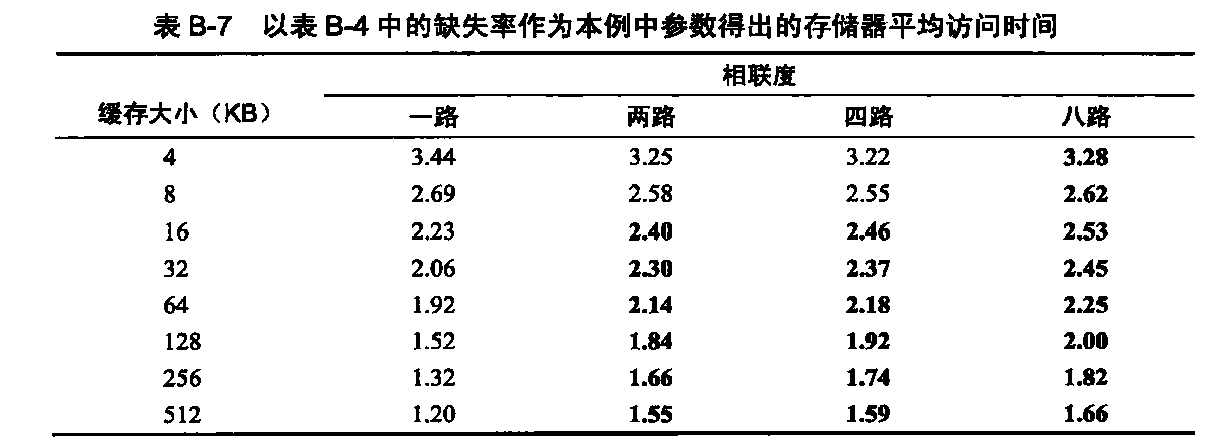 表 B-7 以表 B-4 中的缺失率作为本例中参数得出的存储器平均访问时间
相联度
缓存大小（KB） 一路 两路 四路 八路
4 3.44 3.25 3.22 3.28
8 2.69 2.58 2.55 2.62
16 2.23 2.40 2.46 2.53
32 2.06 2.30 2.37 2.45
64 1.92 2.14 2.18 2.25
128 1.52 1.84 1.92 2.00
256 1.32 1.66 1.74 1.82
512 1.20 1.55 1.59 1.66